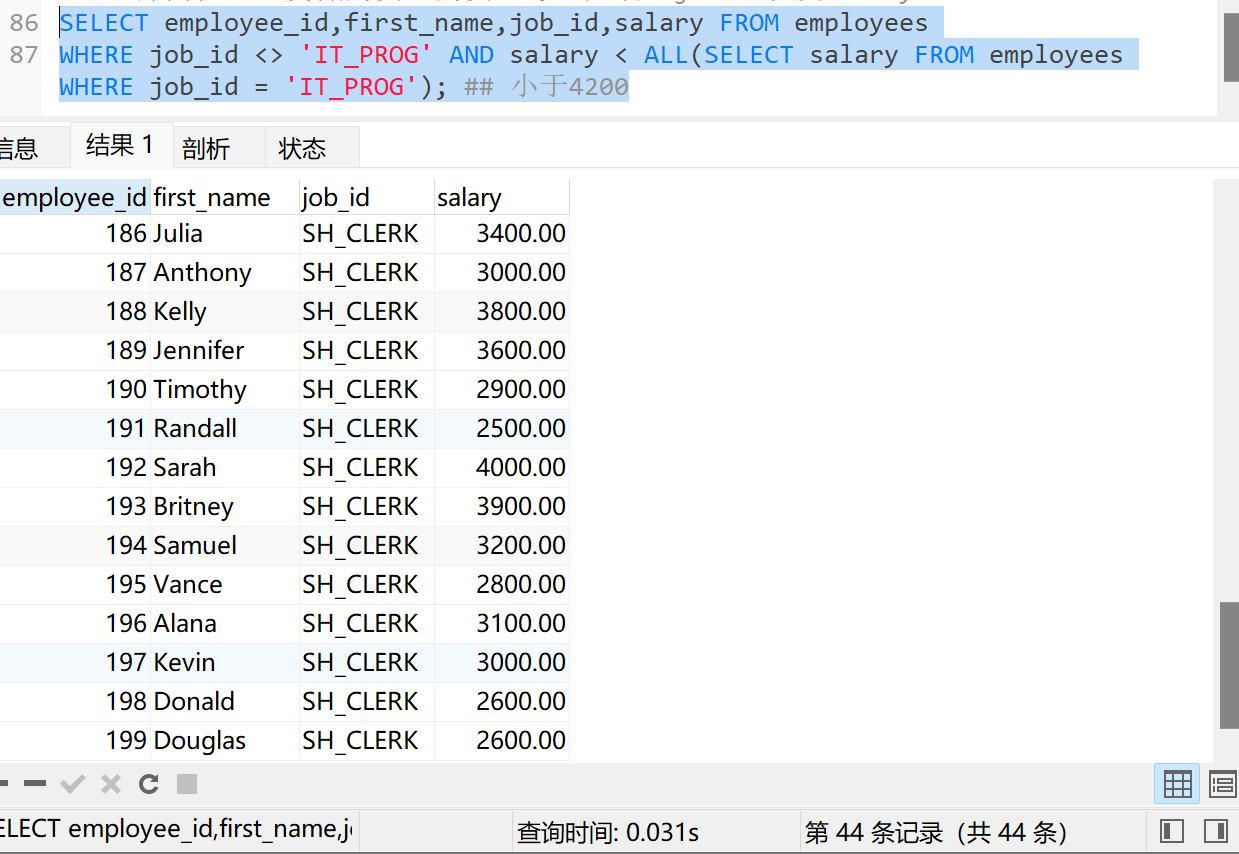 86 SELECT employee_id,first_name,job_id,salary FROM employees
87 WHERE job_id <> 'IT_PROG' AND salary < ALL(SELECT salary FROM employees
WHERE job_id = 'IT_PROG'); ## 小于4200
信息 结果 1 剖析 状态
employee_id first_name job_id salary
186 Julia SH_CLERK 3400.00
187 Anthony SH_CLERK 3000.00
188 Kelly SH_CLERK 3800.00
189 Jennifer SH_CLERK 3600.00
190 Timothy SH_CLERK 2900.00
191 Randall SH_CLERK 2500.00
192 Sarah SH_CLERK 4000.00
193 Britney SH_CLERK 3900.00
194 Samuel SH_CLERK 3200.00
195 Vance SH_CLERK 2800.00
196 Alana SH_CLERK 3100.00
197 Kevin SH_CLERK 3000.00
198 Donald SH_CLERK 2600.00
199 Douglas SH_CLERK 2600.00
ELECT employee_id,first_name,j 查询时间: 0.031s 第 44 条记录（共 44 条）